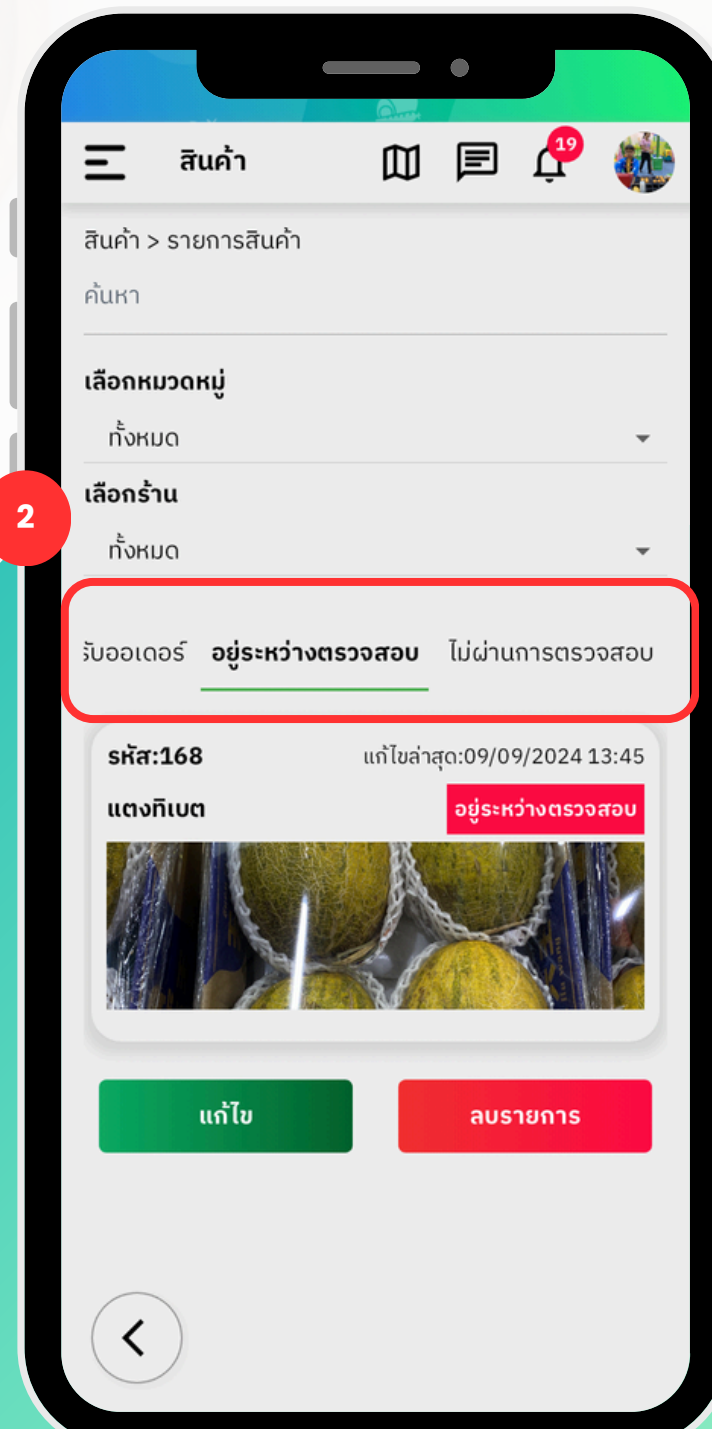 สินค้า
19
สินค้า > รายการสินค้า
ค้นหา
เลือกหมวดหมู่
ทั้งหมด
2
เลือกร้าน
ทั้งหมด
รับออเดอร์ อยู่ระหว่างตรวจสอบ ไม่ผ่านการตรวจสอบ
รหัส:168 แก้ไขล่าสุด:09/09/2024 13:45
แตงทิเบต อยู่ระหว่างตรวจสอบ
แก้ไข ลบรายการ